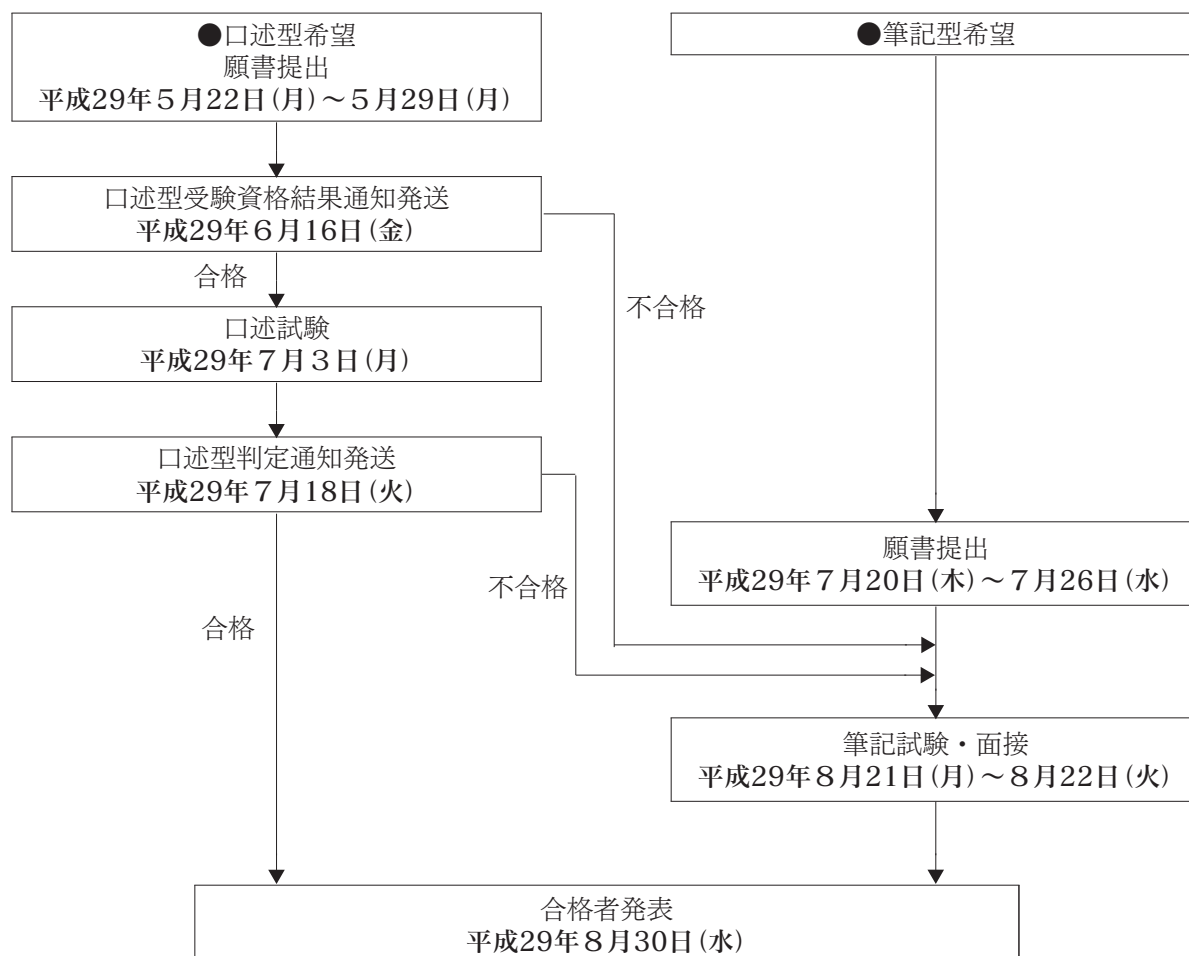 ●口述型希望
願書提出
平成29年5月22日(月)～5月29日(月)
●筆記型希望
口述型受験資格結果通知発送
平成29年6月16日(金)
合格
不合格
口述試験
平成29年7月3日(月)
口述型判定通知発送
平成29年7月18日(火)
願書提出
平成29年7月20日(木)～7月26日(水)
不合格
合格
筆記試験・面接
平成29年8月21日(月)～8月22日(火)
合格者発表
平成29年8月30日(水)